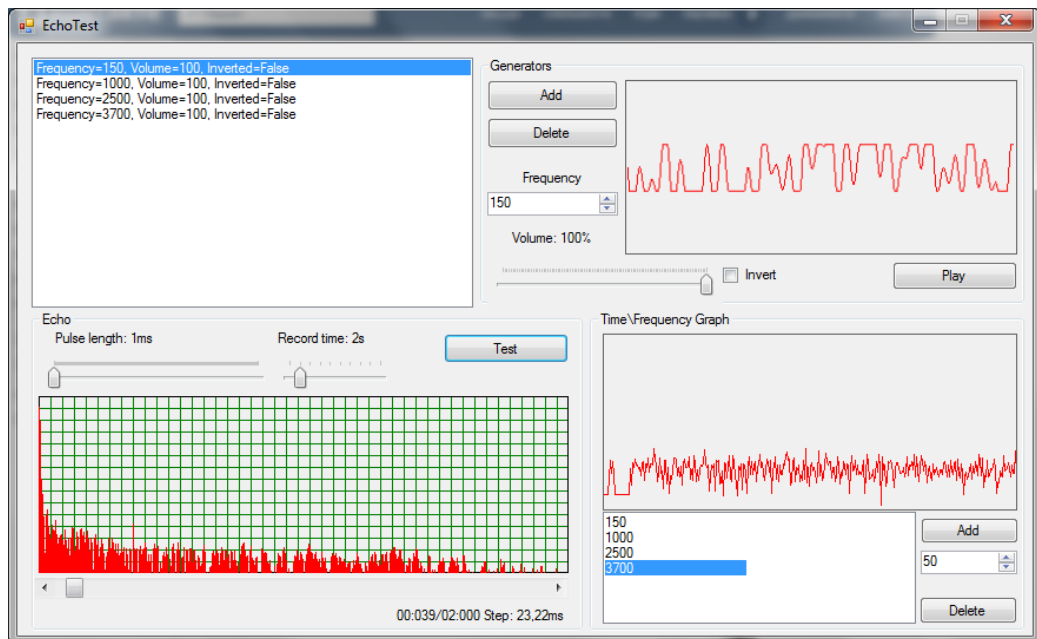 EchoTest
Frequency=150, Volume=100, Inverted=False
Frequency=1000, Volume=100, Inverted=False
Frequency=2500, Volume=100, Inverted=False
Frequency=3700, Volume=100, Inverted=False
Generators
Add
Delete
Frequency
150
Volume: 100%
Invert
Play
Echo
Pulse length: 1ms
Record time: 2s
Test
00:039/02:000 Step: 23,22ms
Time\Frequency Graph
150
1000
2500
3700
Add
50
Delete